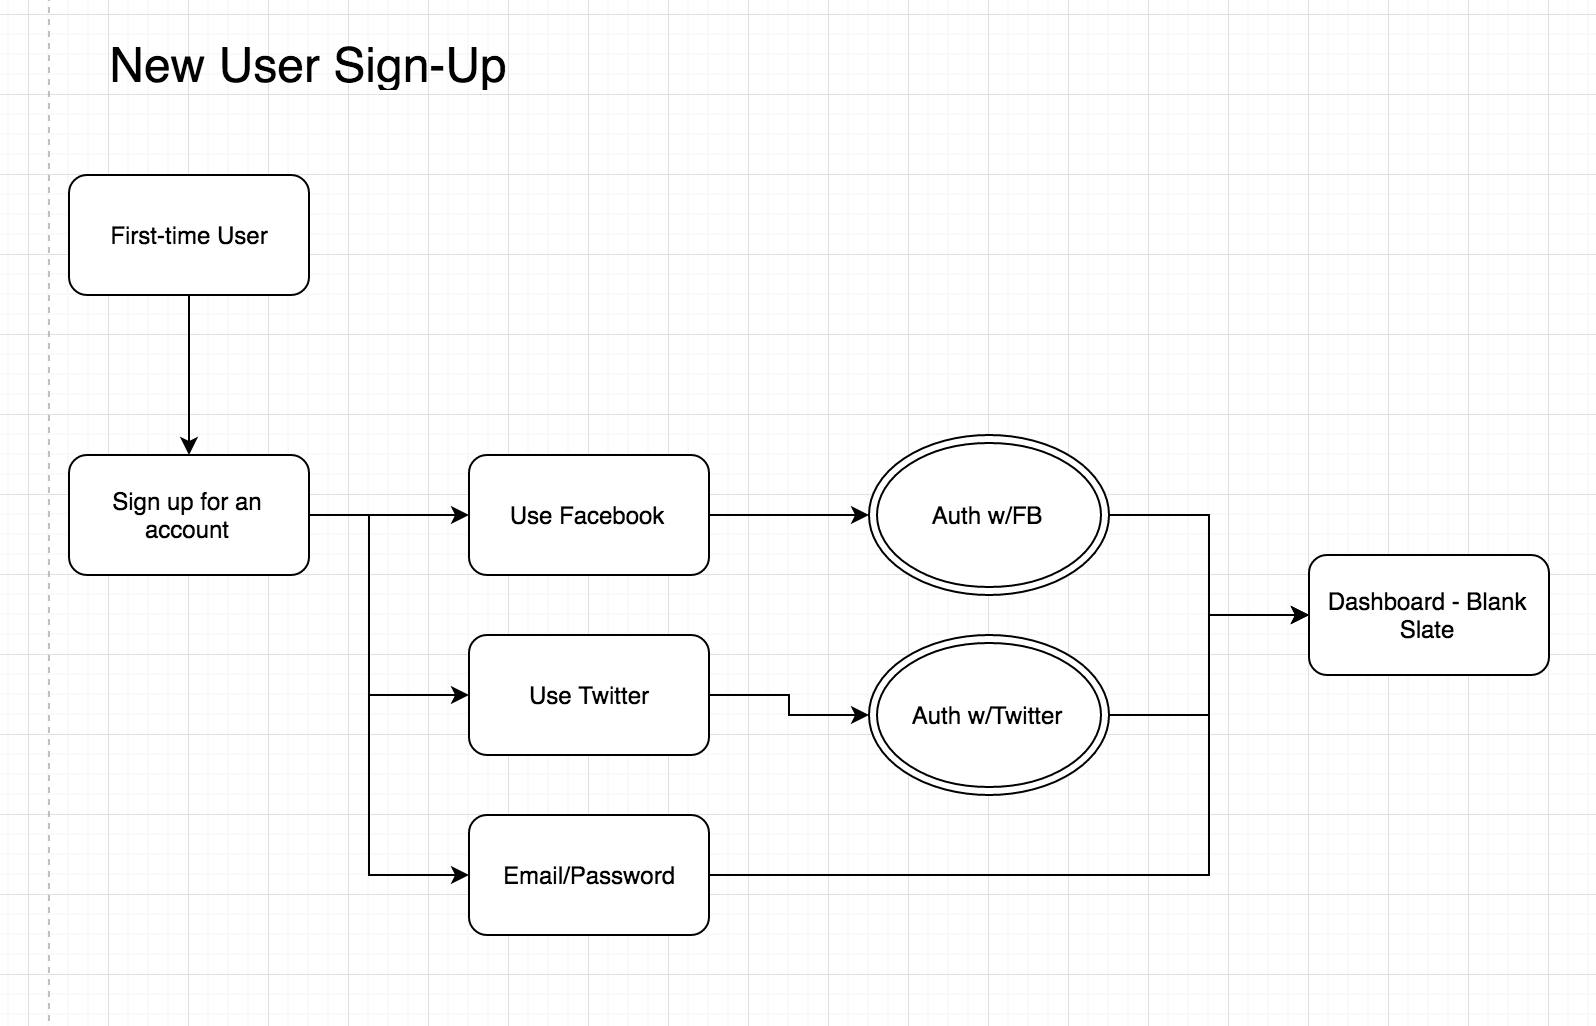 New User Sign-Up
First-time User
Sign up for an
account
Use Facebook
Auth w/FB
Dashboard - Blank
Slate
Use Twitter
Auth w/Twitter
Email/Password